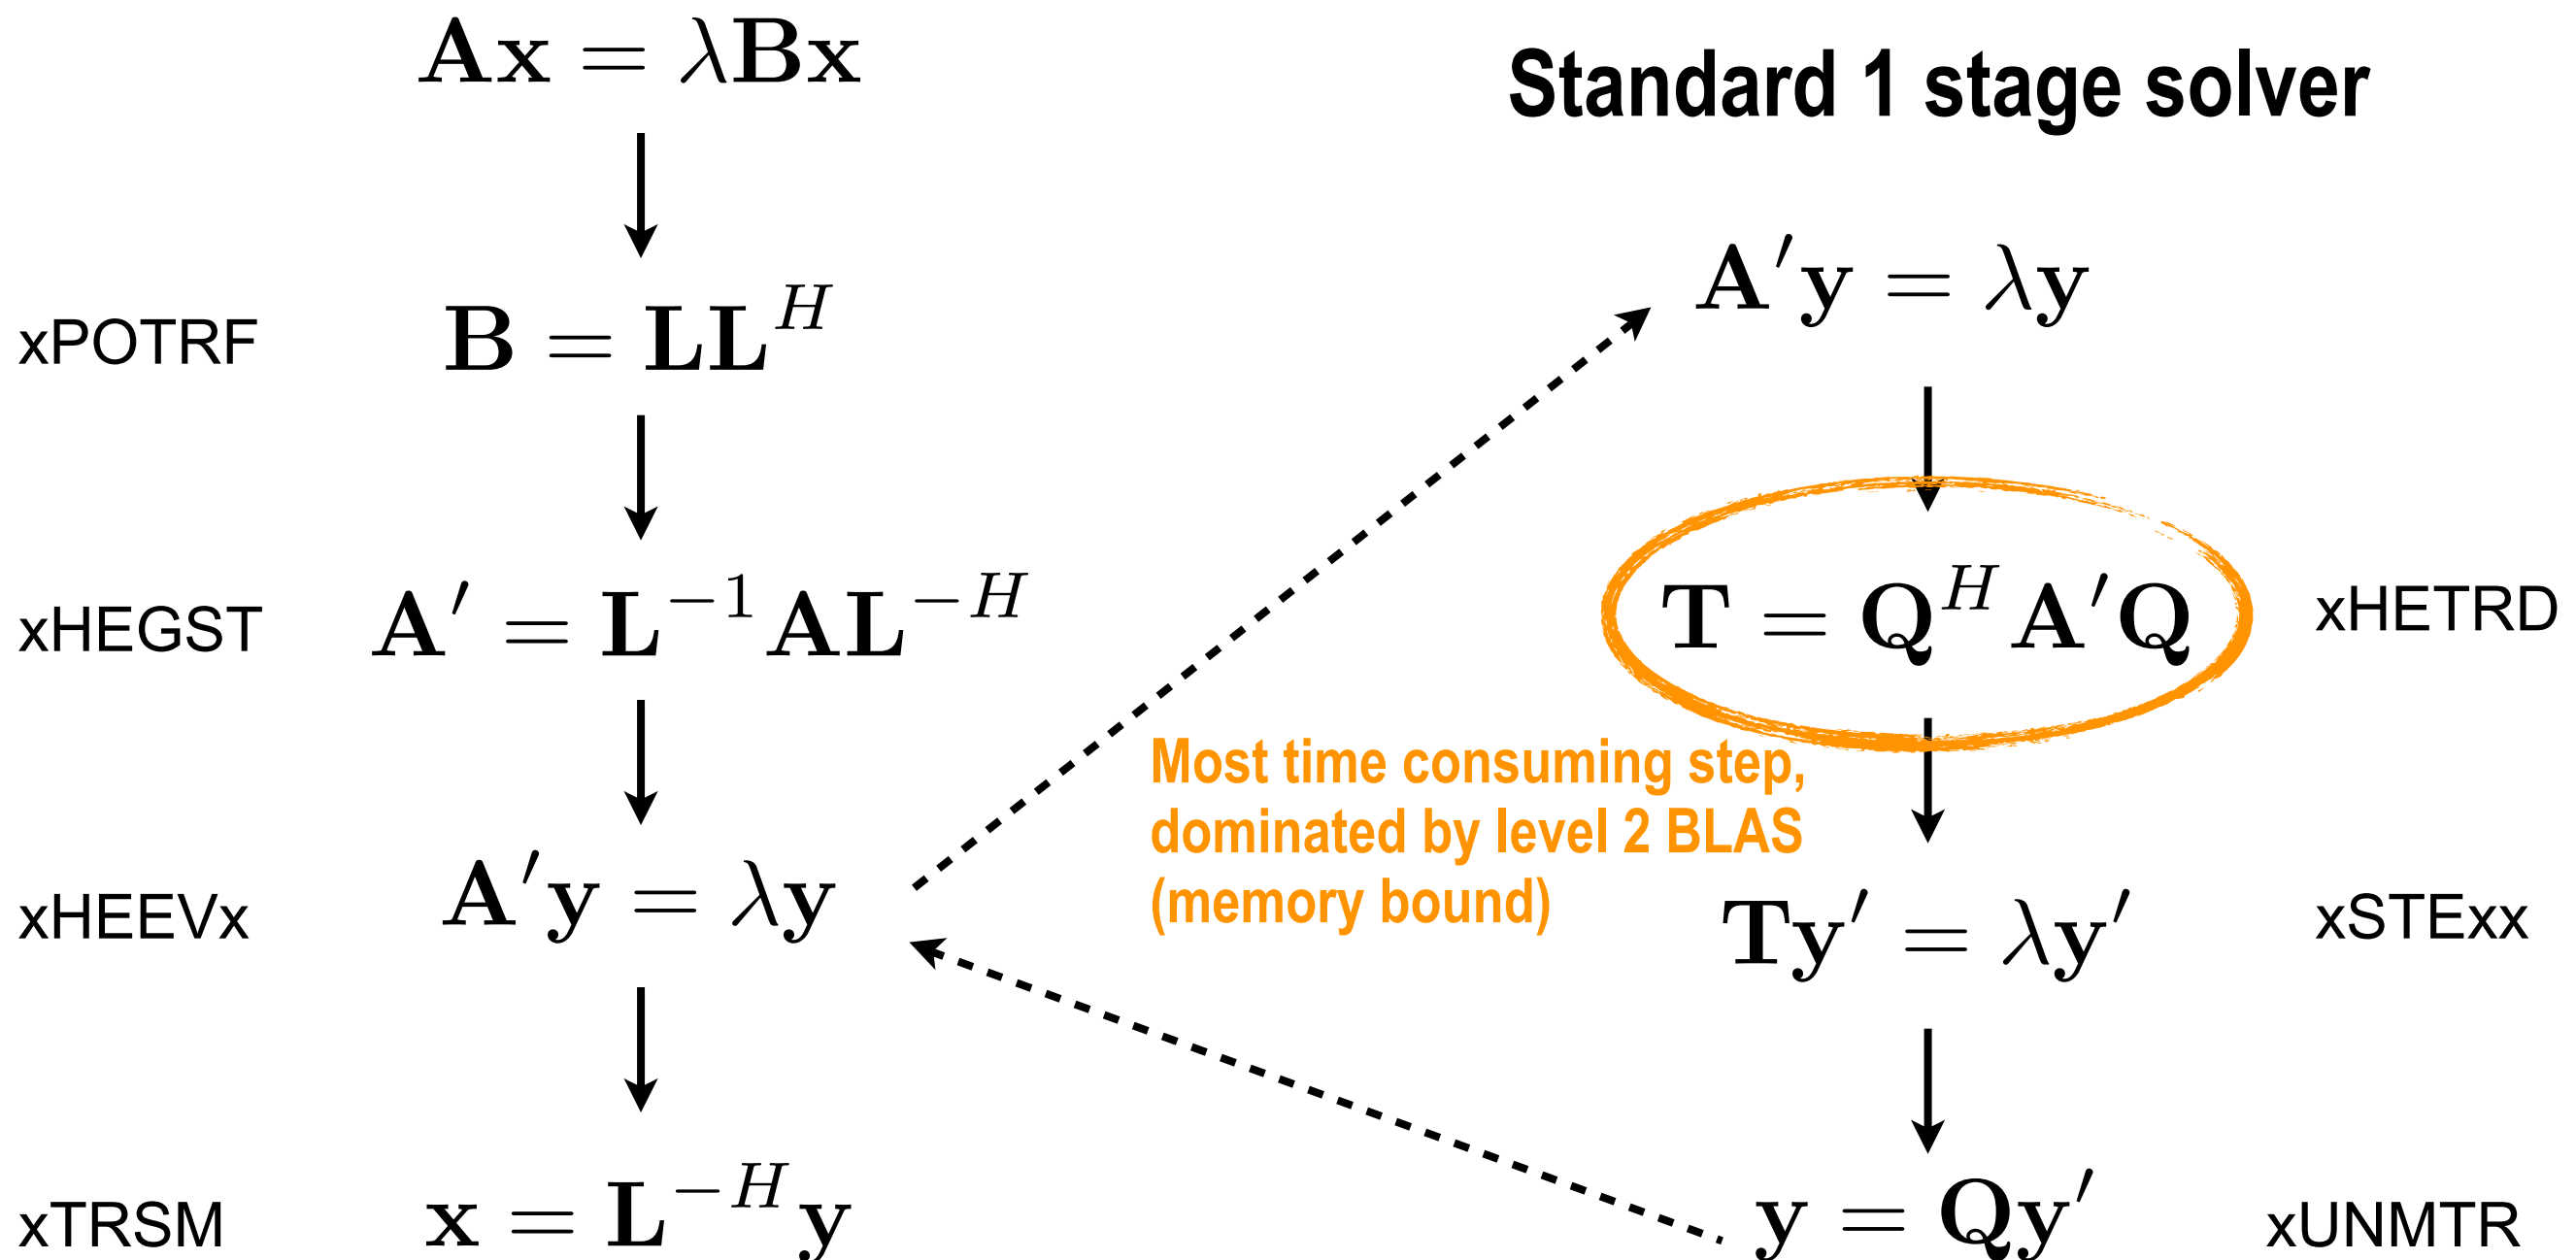 Ax = λBx
Standard 1 stage solver
xPOTRF B = LL^H
xHEGST A′ = L^−1 AL^−H
xHEEVx A′y = λy
xTRSM x = L^−H y
A′y = λy
T = Q^H A′Q xHETRD
Most time consuming step,
dominated by level 2 BLAS
(memory bound)
Ty′ = λy′ xSTExx
y = Qy′ xUNMTR